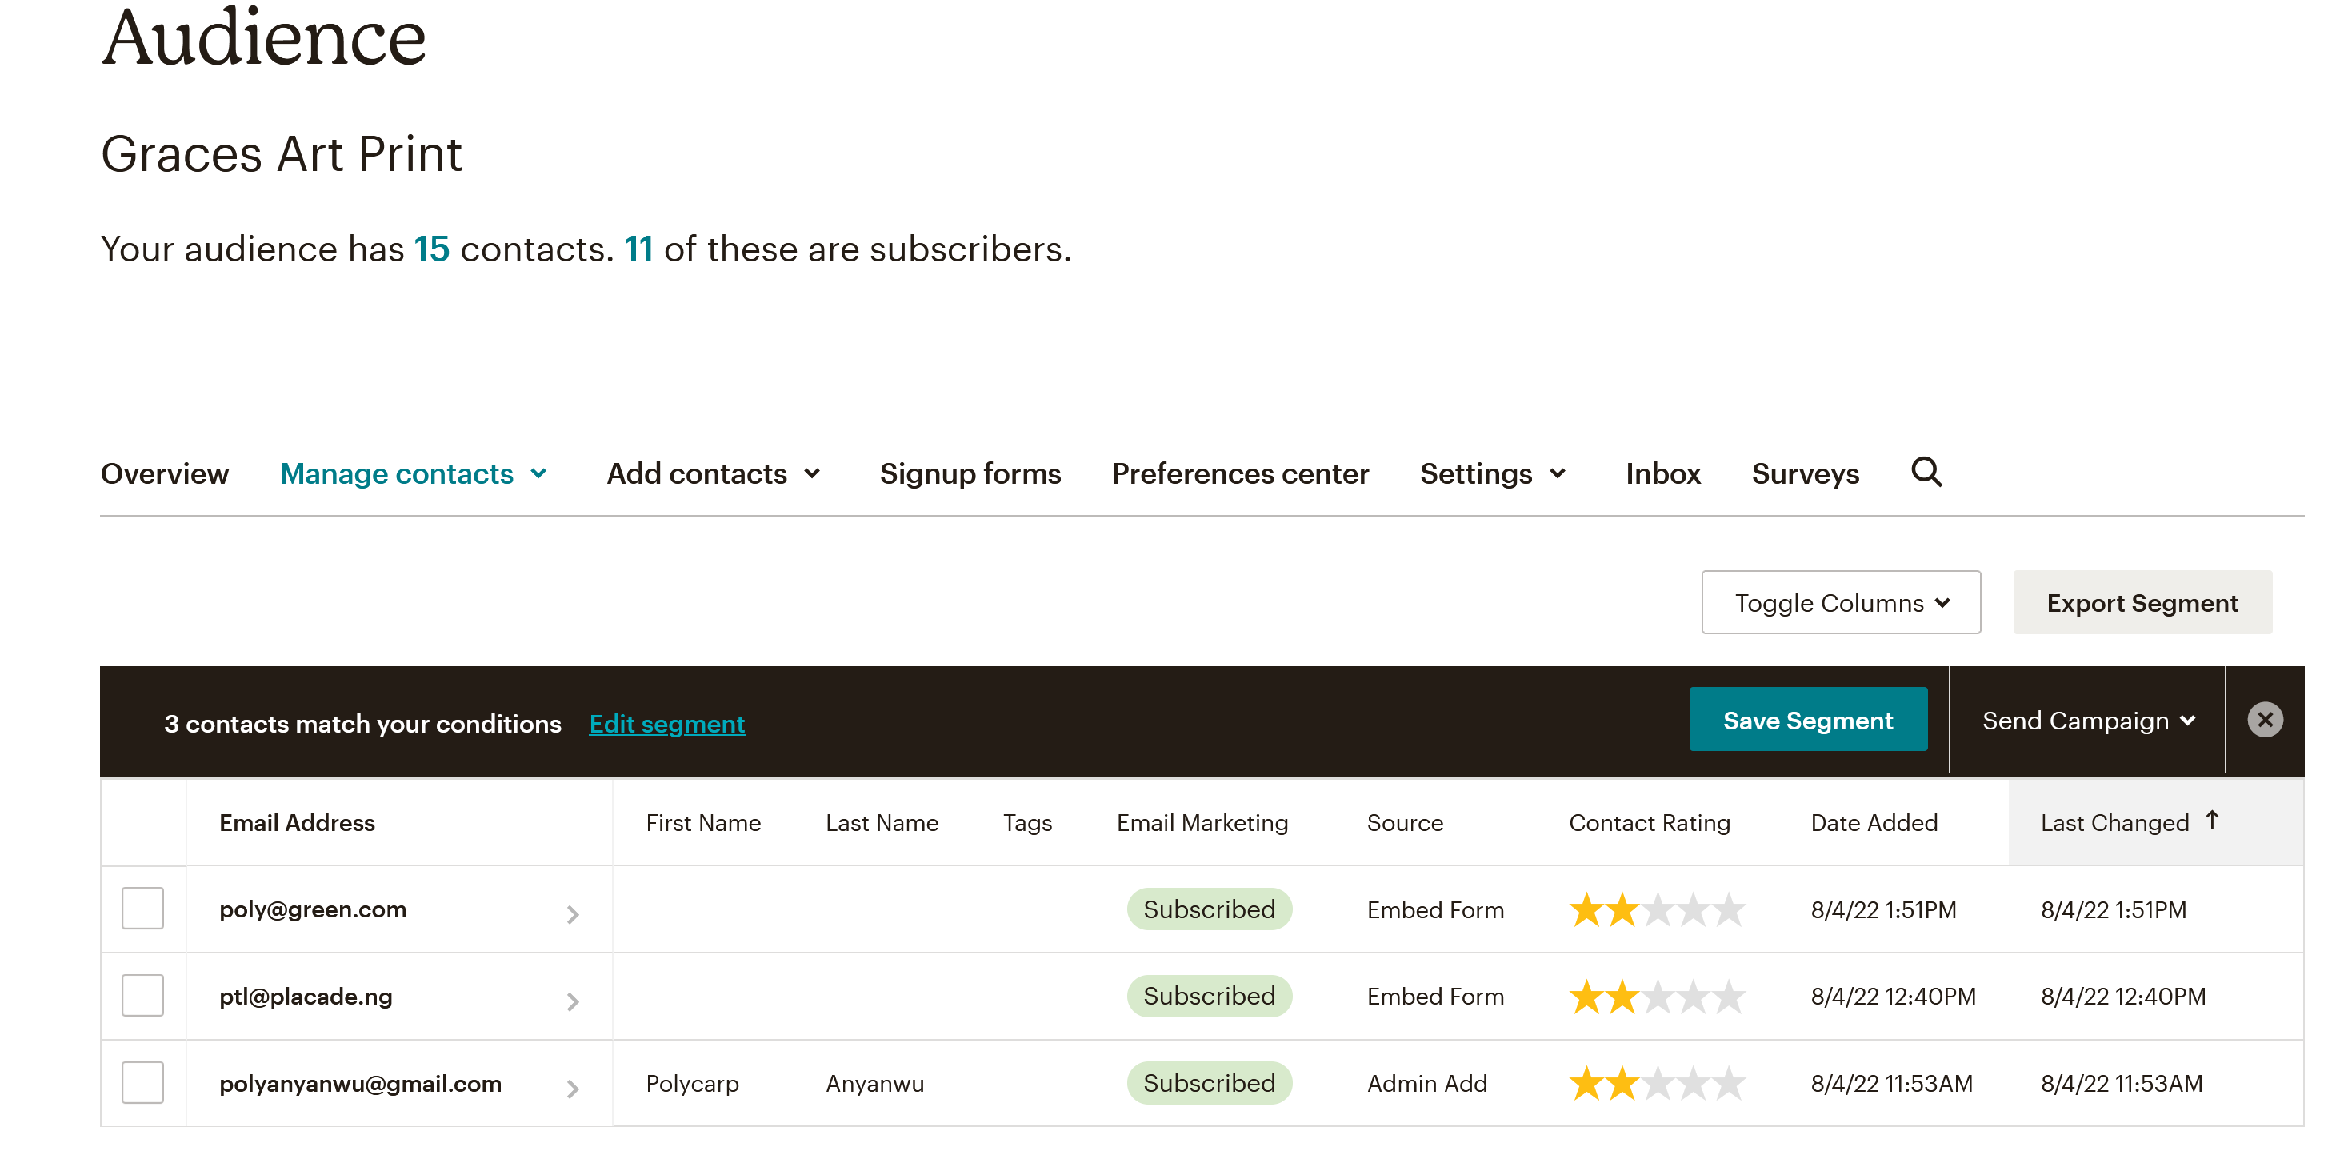 Audience
Graces Art Print
Your audience has 15 contacts. 11 of these are subscribers.
Overview Manage contacts Add contacts Signup forms Preferences center Settings Inbox Surveys
Toggle Columns Export Segment
3 contacts match your conditions Edit segment Save Segment Send Campaign
Email Address First Name Last Name Tags Email Marketing Source Contact Rating Date Added Last Changed
poly@green.com Subscribed Embed Form 8/4/22 1:51PM 8/4/22 1:51PM
ptl@placade.ng Subscribed Embed Form 8/4/22 12:40PM 8/4/22 12:40PM
polyanyanwu@gmail.com Polycarp Anyanwu Subscribed Admin Add 8/4/22 11:53AM 8/4/22 11:53AM